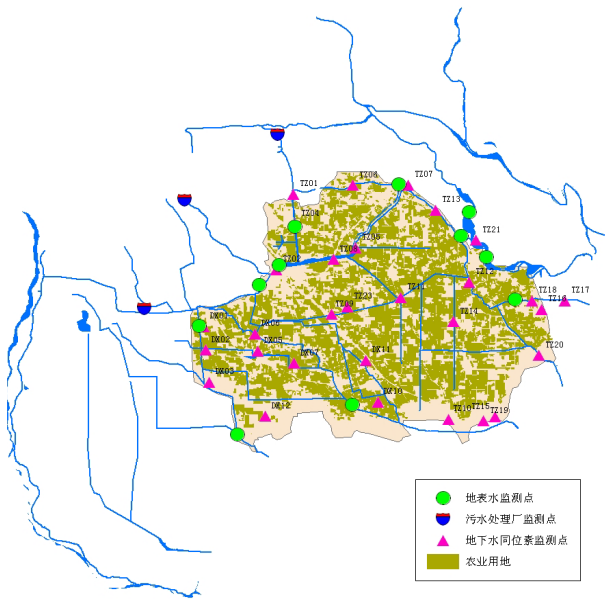 TZ06
TZ07
TZ01
TZ13
TZ04
TZ21
TZ05
TZ08
TZ02
TZ12
TZ11
TZ18
TZ17
TZ16
TZ23
TZ09
TZ14
DX01
DX06
DX02
DX05
TZ20
DX07
DX11
DX03
DX10
DX12
TZ10
TZ15
TZ19
地表水监测点
污水处理厂监测点
地下水同位素监测点
农业用地